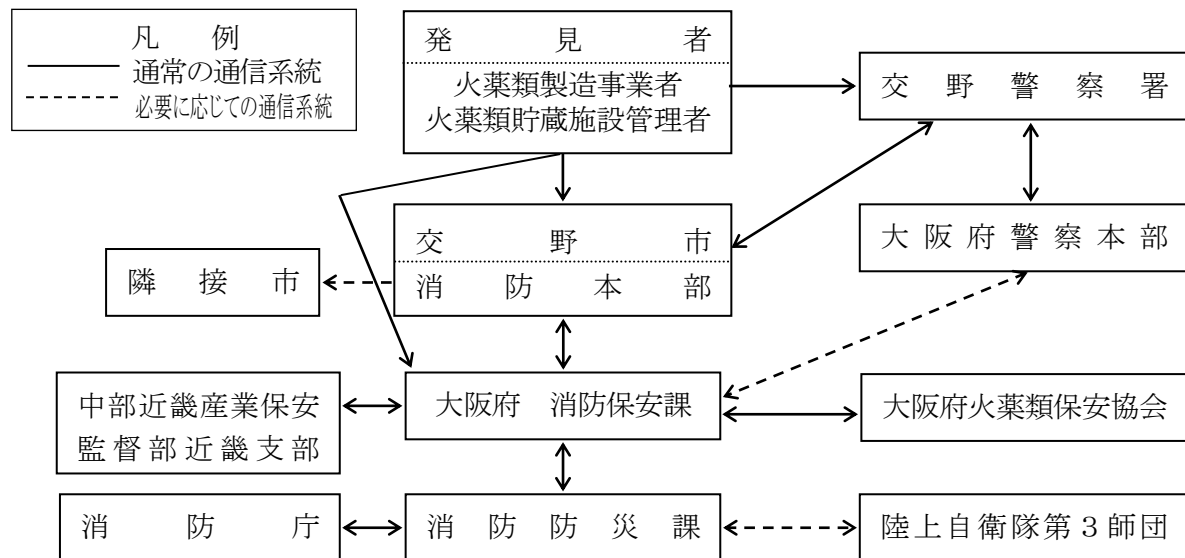 凡例
通常の通信系統
必要に応じての通信系統
発見者
火薬類製造事業者
火薬類貯蔵施設管理者
交野警察署
交野市
消防本部
大阪府警察本部
隣接市
中部近畿産業保安
監督部近畿支部
大阪府 消防保安課
大阪府火薬類保安協会
消防庁
消防防災課
陸上自衛隊第3師団